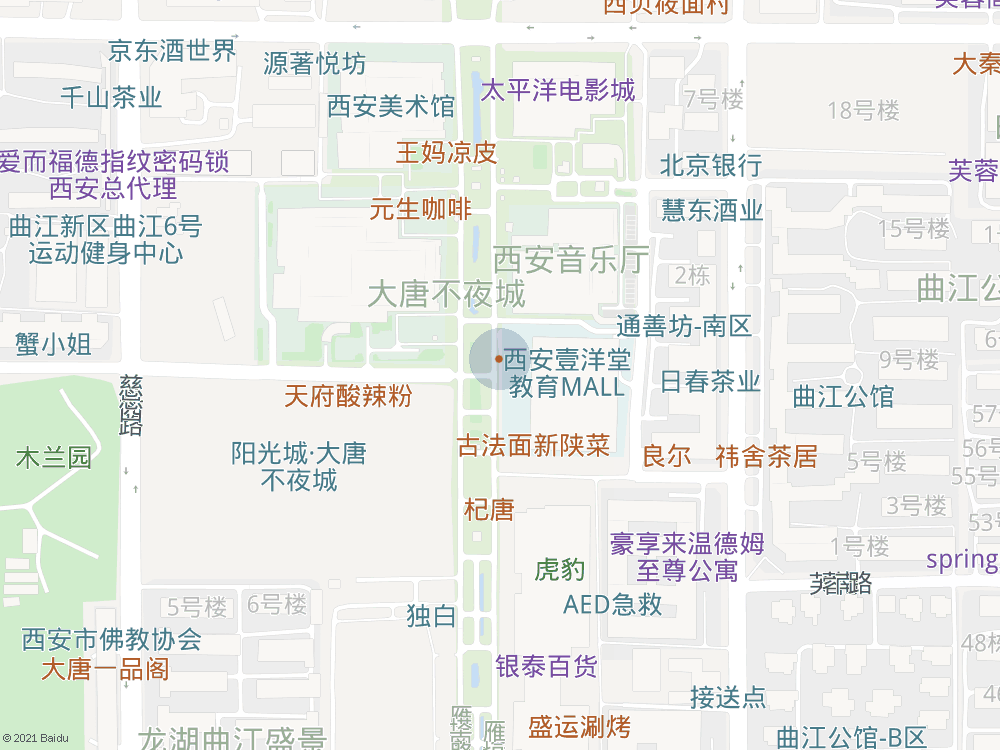 西贝莜面村
京东酒世界
源著悦坊
大秦
千山茶业
西安美术馆
太平洋电影城
7号楼
18号楼
王妈凉皮
爱而福德指纹密码锁
西安总代理
北京银行
芙蓉
元生咖啡
慧东酒业
曲江新区曲江6号
运动健身中心
15号楼
西安音乐厅
2栋
大唐不夜城
曲江公
通善坊-南区
蟹小姐
西安壹洋堂
教育MALL
9号楼
日春茶业
天府酸辣粉
曲江公馆
57
古法面新陕菜
阳光城·大唐
不夜城
木兰园
良尔
祎舍茶居
5号楼
56号
55号
杞唐
3号楼
53号
豪享来温德姆
至尊公寓
1号楼
spring
虎豹
AED急救
5号楼
6号楼
独白
西安市佛教协会
大唐一品阁
48栋
银泰百货
46
接送点
盛运涮烤
龙湖曲江盛景
曲江公馆-B区
© 2021 Baidu